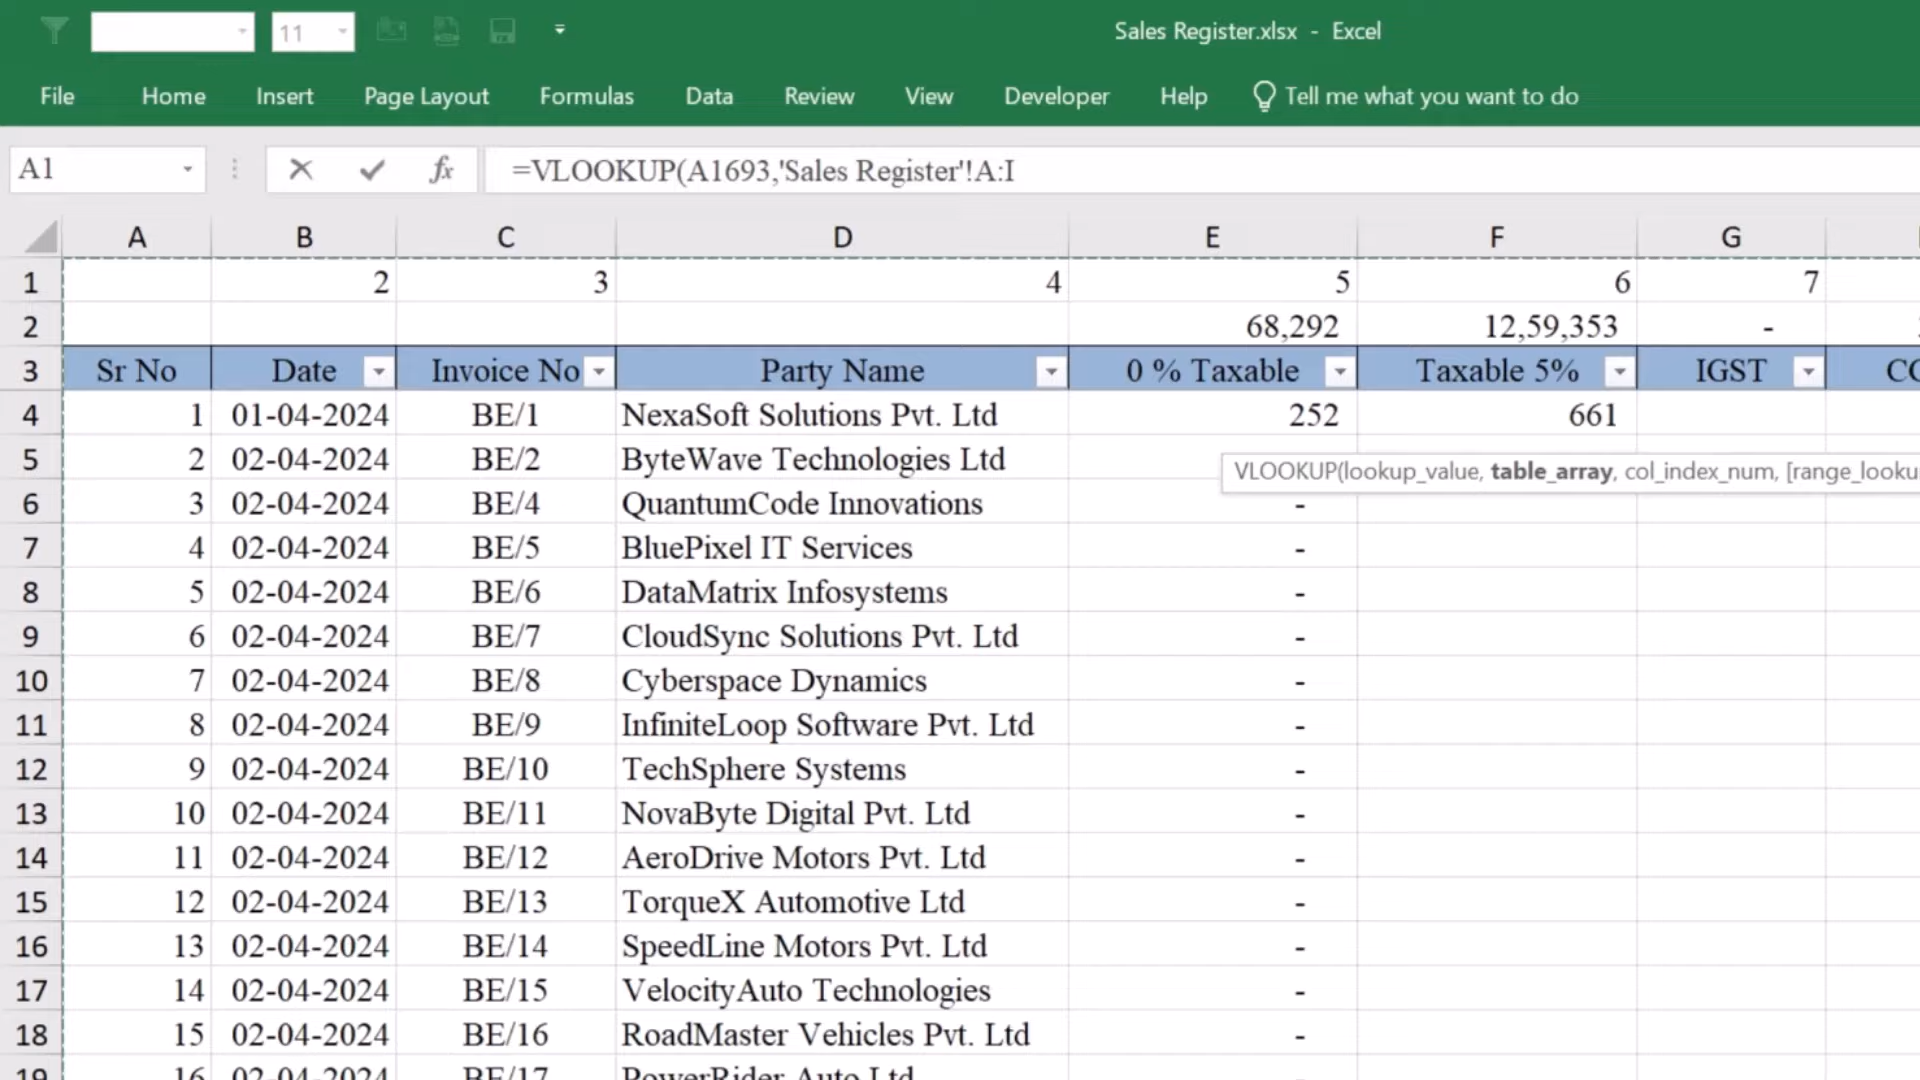 11
Sales Register.xlsx - Excel
File Home Insert Page Layout Formulas Data Review View Developer Help Tell me what you want to do
A1 fx =VLOOKUP(A1693,'Sales Register'!A:I
A B C D E F G
1 2 3 4 5 6 7
2 68,292 12,59,353 -
3 Sr No Date Invoice No Party Name 0 % Taxable Taxable 5% IGST
4 1 01-04-2024 BE/1 NexaSoft Solutions Pvt. Ltd 252 661
5 2 02-04-2024 BE/2 ByteWave Technologies Ltd
VLOOKUP(lookup_value, table_array, col_index_num, [range_looku
6 3 02-04-2024 BE/4 QuantumCode Innovations -
7 4 02-04-2024 BE/5 BluePixel IT Services -
8 5 02-04-2024 BE/6 DataMatrix Infosystems -
9 6 02-04-2024 BE/7 CloudSync Solutions Pvt. Ltd -
10 7 02-04-2024 BE/8 Cyberspace Dynamics -
11 8 02-04-2024 BE/9 InfiniteLoop Software Pvt. Ltd -
12 9 02-04-2024 BE/10 TechSphere Systems -
13 10 02-04-2024 BE/11 NovaByte Digital Pvt. Ltd -
14 11 02-04-2024 BE/12 AeroDrive Motors Pvt. Ltd -
15 12 02-04-2024 BE/13 TorqueX Automotive Ltd -
16 13 02-04-2024 BE/14 SpeedLine Motors Pvt. Ltd -
17 14 02-04-2024 BE/15 VelocityAuto Technologies -
18 15 02-04-2024 BE/16 RoadMaster Vehicles Pvt. Ltd -
19 16 02-04-2024 BE/17 PowerRider Auto Ltd